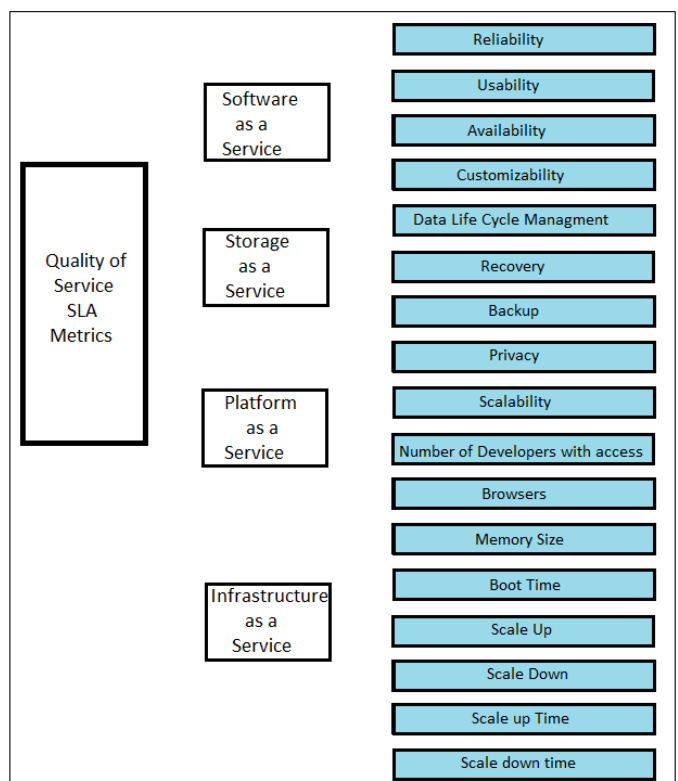 Quality of
Service
SLA
Metrics
Software
as a
Service
Storage
as a
Service
Platform
as a
Service
Infrastructure
as a
Service
Reliability
Usability
Availability
Customizability
Data Life Cycle Managment
Recovery
Backup
Privacy
Scalability
Number of Developers with access
Browsers
Memory Size
Boot Time
Scale Up
Scale Down
Scale up Time
Scale down time